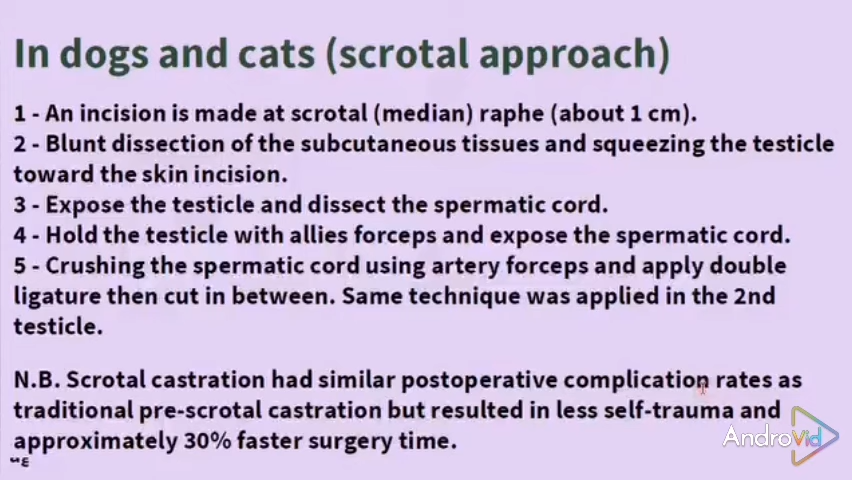 In dogs and cats (scrotal approach)
1 - An incision is made at scrotal (median) raphe (about 1 cm).
2 - Blunt dissection of the subcutaneous tissues and squeezing the testicle
toward the skin incision.
3 - Expose the testicle and dissect the spermatic cord.
4 - Hold the testicle with allies forceps and expose the spermatic cord.
5 - Crushing the spermatic cord using artery forceps and apply double
ligature then cut in between. Same technique was applied in the 2nd
testicle.
N.B. Scrotal castration had similar postoperative complication rates as
traditional pre-scrotal castration but resulted in less self-trauma and
approximately 30% faster surgery time.
AndroVid
٣٤